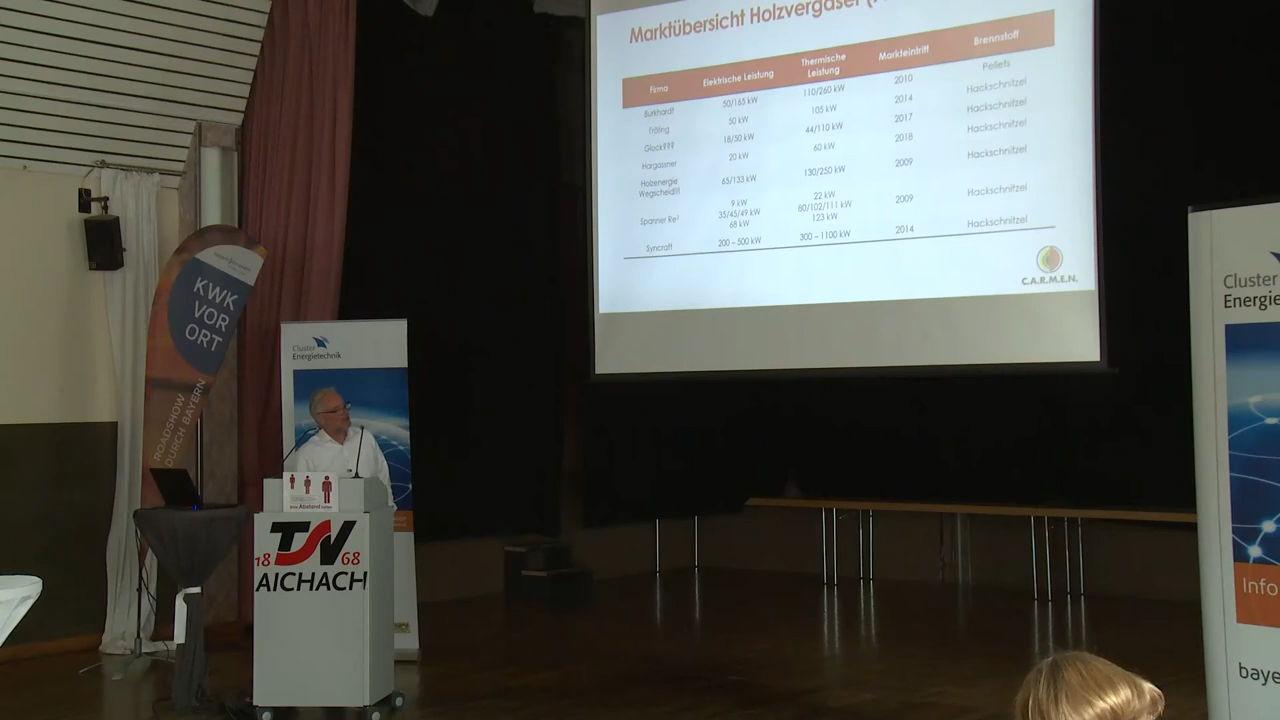 Marktübersicht Holzvergaser
Firma Elektrische Leistung Thermische Leistung Markteintritt Brennstoff
Burkhardt 50/165 kW 110/260 kW 2010 Pellets
Fröling 50 kW 105 kW 2014 Hackschnitzel
Glock??? 18/50 kW 44/110 kW 2017 Hackschnitzel
Hargassner 20 kW 60 kW 2018 Hackschnitzel
Holzenergie Wegscheid!!! 65/133 kW 130/250 kW 2009 Hackschnitzel
Spanner Re² 9 kW 22 kW 2009 Hackschnitzel
35/45/49 kW 80/102/111 kW
68 kW 123 kW
Syncraft 200 – 500 kW 300 – 1100 kW 2014 Hackschnitzel
C.A.R.M.E.N.
KWK
VOR
ORT
ROADSHOW
DURCH BAYERN
Cluster
Energietechnik
Abstand
TSV
1868
AICHACH
Cluster
Energie
Info
baye